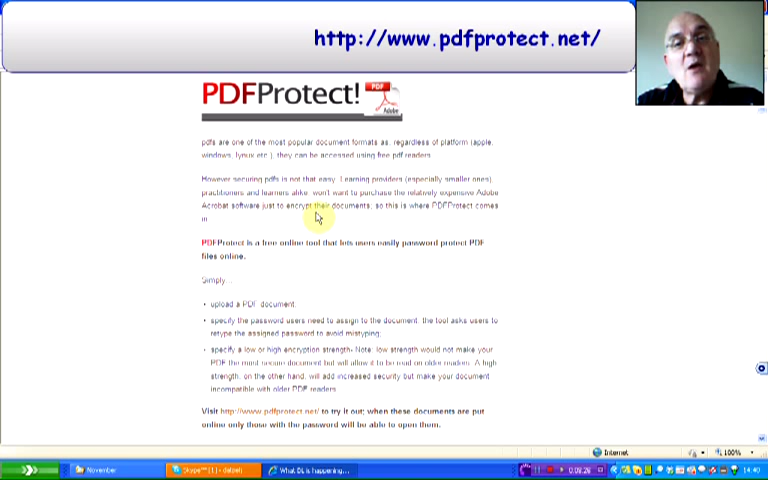 http://www.pdfprotect.net/
PDFProtect!
PDF
Adobe
pdfs are one of the most popular document formats as, regardless of platform (apple,
windows, lynux etc.), they can be accessed using free pdf readers
However securing pdfs is not that easy. Learning providers (especially smaller ones),
practitioners and learners alike won't want to purchase the relatively expensive Adobe
Acrobat software just to encrypt their documents; so this is where PDFProtect comes
in
PDFProtect is a free online tool that lets users easily password protect PDF
files online.
Simply...
• upload a PDF document.
• specify the password users need to assign to the document, the tool asks users to
retype the assigned password to avoid mistyping;
• specify a low or high encryption strength- Note: low strength would not make your
PDF the most secure document but will allow it to be read on older readers. A high
strength, on the other hand, will add increased security but make your document
incompatible with older PDF readers
Visit http://www.pdfprotect.net/ to try it out; when these documents are put
online only those with the password will be able to open them.
Internet
100%
November
Skype
What DL is happening...
14:40